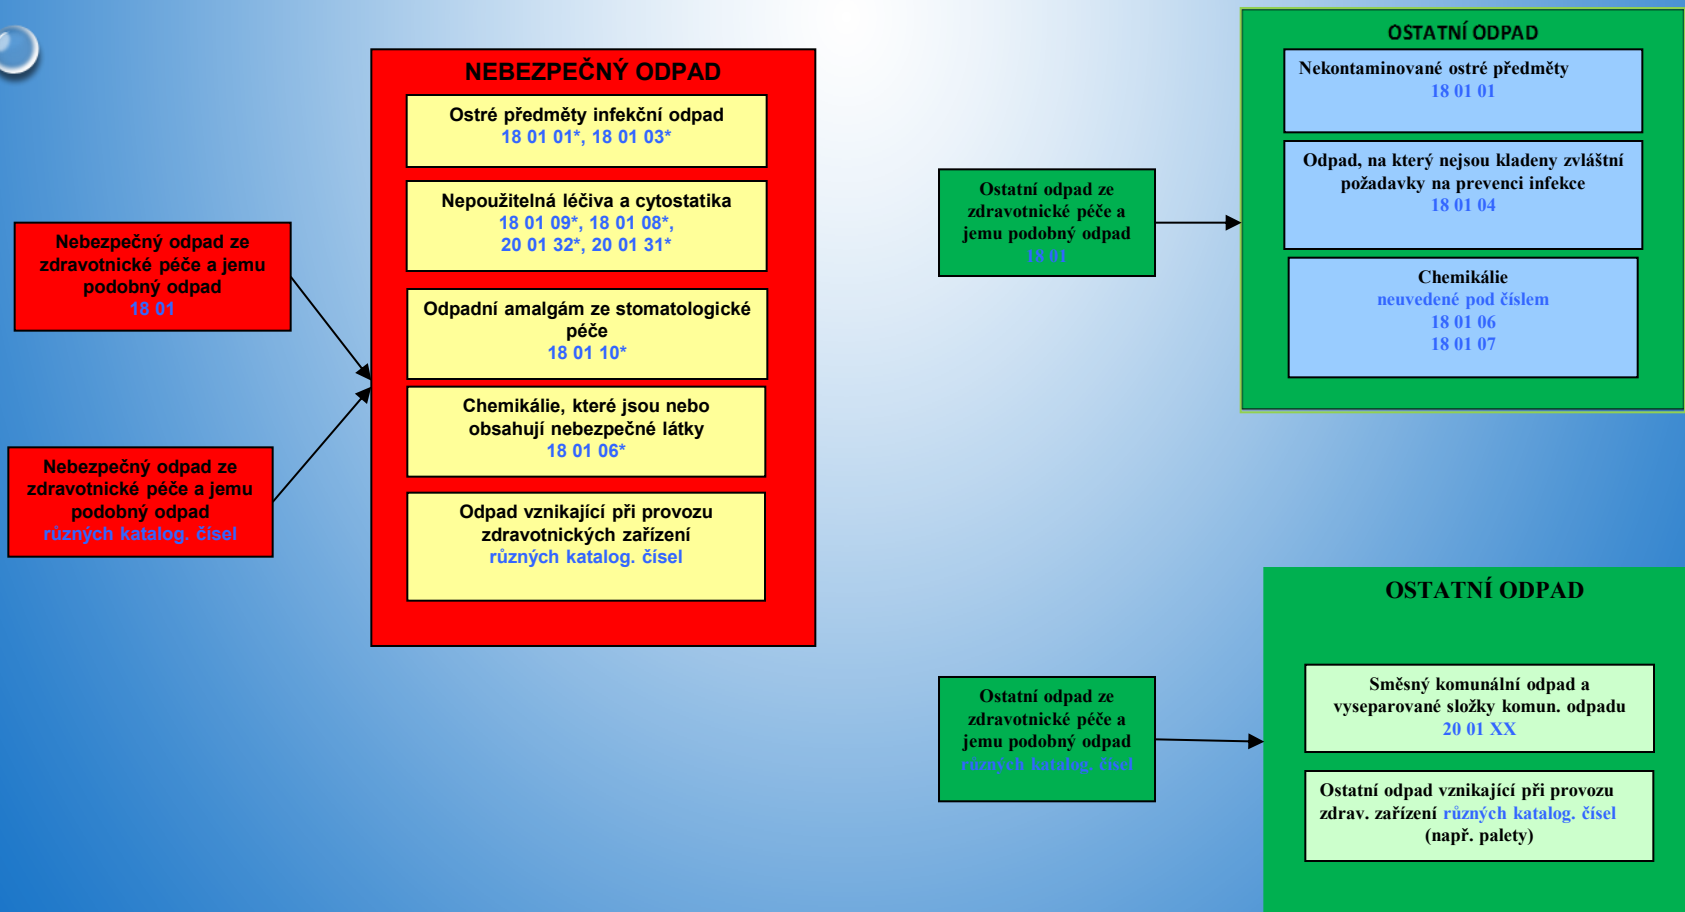 Nebezpečný odpad ze
zdravotnické péče a jemu
podobný odpad
18 01
Nebezpečný odpad ze
zdravotnické péče a jemu
podobný odpad
různých katalog. čísel
NEBEZPEČNÝ ODPAD
Ostré předměty infekční odpad
18 01 01*, 18 01 03*
Nepoužitelná léčiva a cytostatika
18 01 09*, 18 01 08*,
20 01 32*, 20 01 31*
Odpadní amalgám ze stomatologické
péče
18 01 10*
Chemikálie, které jsou nebo
obsahují nebezpečné látky
18 01 06*
Odpad vznikající při provozu
zdravotnických zařízení
různých katalog. čísel
Ostatní odpad ze
zdravotnické péče a
jemu podobný odpad
18 01
OSTATNÍ ODPAD
Nekontaminované ostré předměty
18 01 01
Odpad, na který nejsou kladeny zvláštní
požadavky na prevenci infekce
18 01 04
Chemikálie
neuvedené pod číslem
18 01 06
18 01 07
Ostatní odpad ze
zdravotnické péče a
jemu podobný odpad
různých katalog. čísel
OSTATNÍ ODPAD
Směsný komunální odpad a
vyseparované složky komun. odpadu
20 01 XX
Ostatní odpad vznikající při provozu
zdrav. zařízení různých katalog. čísel
(např. palety)